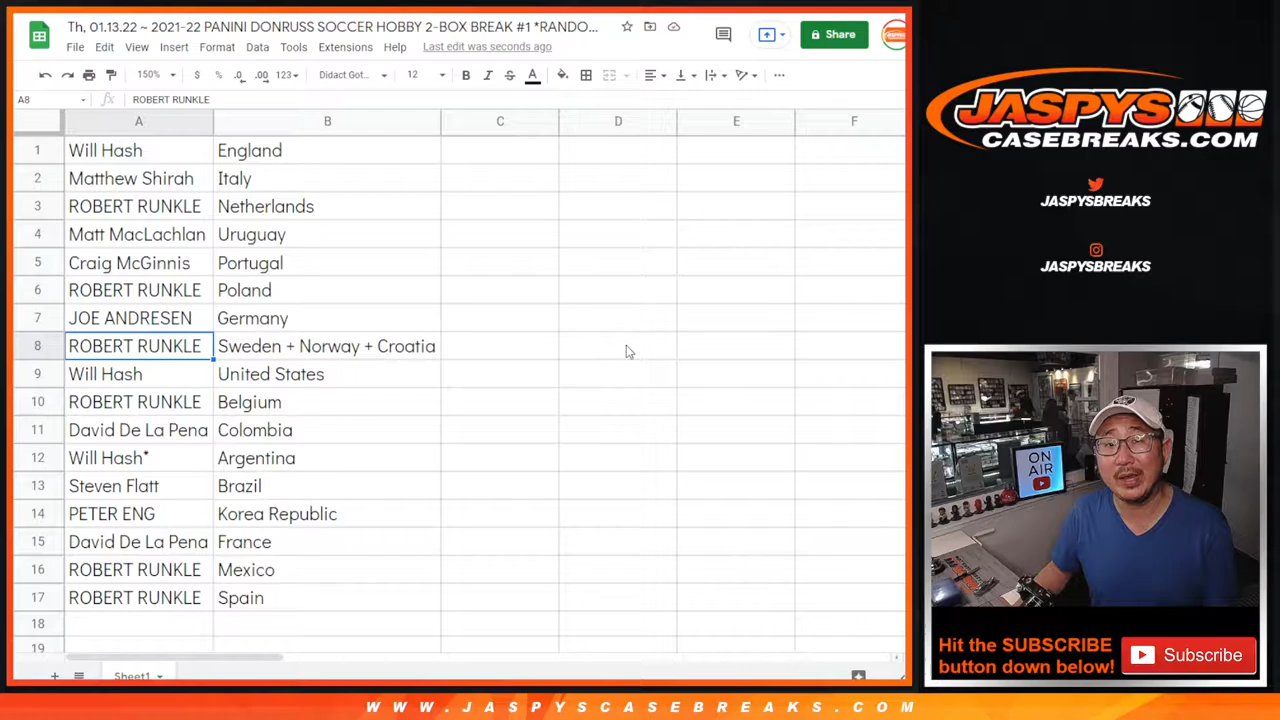 Th, 01.13.22 ~ 2021-22 PANINI DONRUSS SOCCER HOBBY 2-BOX BREAK #1 *RANDO...
File Edit View Insert Format Data Tools Extensions Help Last edit was seconds ago
Share
150% $ % .0 .00 123 Didact Got... 12 B I S A
A8 fx ROBERT RUNKLE
A B C D E F
1 Will Hash England
2 Matthew Shirah Italy
3 ROBERT RUNKLE Netherlands
4 Matt MacLachlan Uruguay
5 Craig McGinnis Portugal
6 ROBERT RUNKLE Poland
7 JOE ANDRESEN Germany
8 ROBERT RUNKLE Sweden + Norway + Croatia
9 Will Hash United States
10 ROBERT RUNKLE Belgium
11 David De La Pena Colombia
12 Will Hash* Argentina
13 Steven Flatt Brazil
14 PETER ENG Korea Republic
15 David De La Pena France
16 ROBERT RUNKLE Mexico
17 ROBERT RUNKLE Spain
18
19
Sheet1
JASPYS
CASEBREAKS.COM
JASPYSBREAKS
JASPYSBREAKS
ON
AIR
Hit the SUBSCRIBE
button down below!
Subscribe
WWW.JASPYSCASEBREAKS.COM